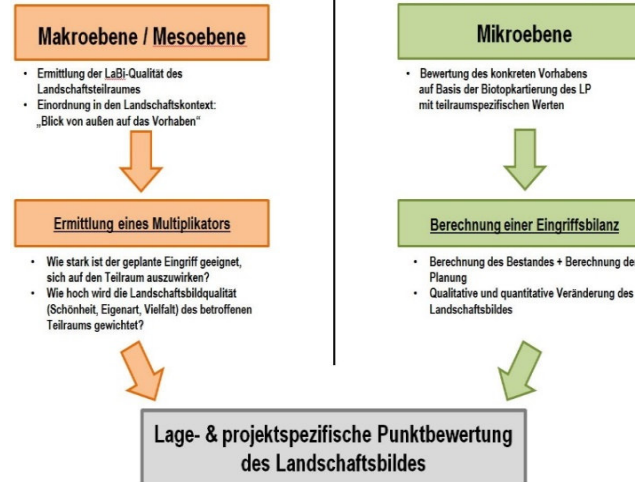 Makroebene / Mesoebene
• Ermittlung der LaBi-Qualität des
Landschaftsteilraumes
• Einordnung in den Landschaftskontext:
„Blick von außen auf das Vorhaben“
Ermittlung eines Multiplikators
• Wie stark ist der geplante Eingriff geeignet,
sich auf den Teilraum auszuwirken?
• Wie hoch wird die Landschaftsbildqualität
(Schönheit, Eigenart, Vielfalt) des betroffenen
Teilraums gewichtet?
Mikroebene
• Bewertung des konkreten Vorhabens
auf Basis der Biotopkartierung des LP
mit teilraumspezifischen Werten
Berechnung einer Eingriffsbilanz
• Berechnung des Bestandes + Berechnung der
Planung
• Qualitative und quantitative Veränderung des
Landschaftsbildes
Lage- & projektspezifische Punktbewertung
des Landschaftsbildes